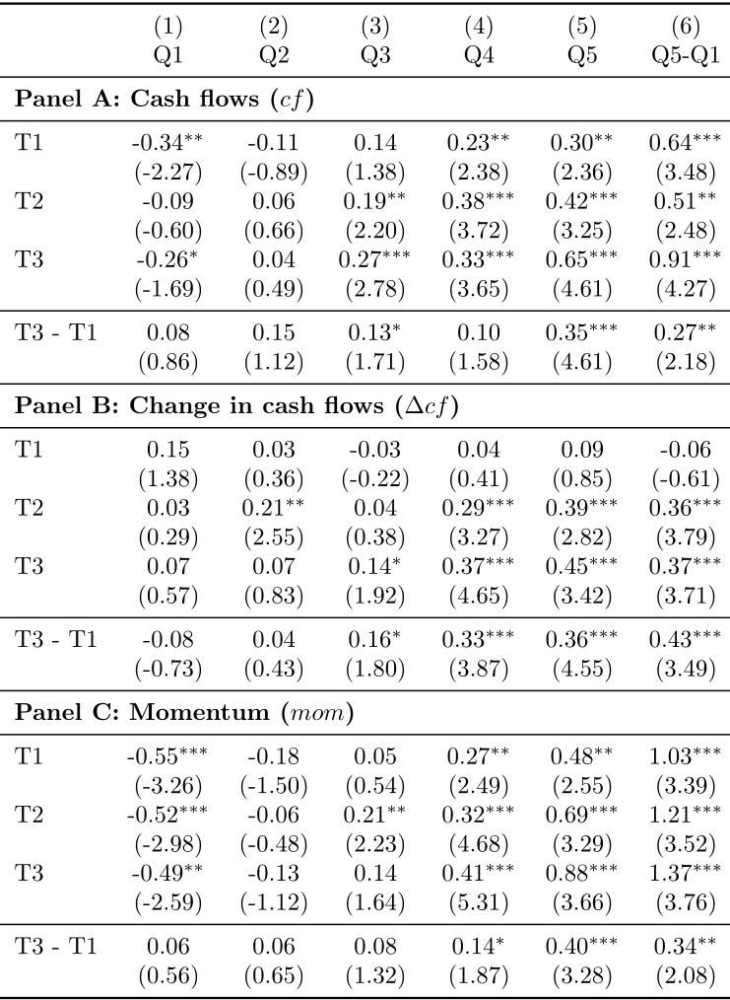 (1) (2) (3) (4) (5) (6)
Q1 Q2 Q3 Q4 Q5 Q5-Q1
Panel A: Cash flows (cf)
T1 -0.34** -0.11 0.14 0.23** 0.30** 0.64***
(-2.27) (-0.89) (1.38) (2.38) (2.36) (3.48)
T2 -0.09 0.06 0.19** 0.38*** 0.42*** 0.51**
(-0.60) (0.66) (2.20) (3.72) (3.25) (2.48)
T3 -0.26* 0.04 0.27*** 0.33*** 0.65*** 0.91***
(-1.69) (0.49) (2.78) (3.65) (4.61) (4.27)
T3 - T1 0.08 0.15 0.13* 0.10 0.35*** 0.27**
(0.86) (1.12) (1.71) (1.58) (4.61) (2.18)
Panel B: Change in cash flows (Δcf)
T1 0.15 0.03 -0.03 0.04 0.09 -0.06
(1.38) (0.36) (-0.22) (0.41) (0.85) (-0.61)
T2 0.03 0.21** 0.04 0.29*** 0.39*** 0.36***
(0.29) (2.55) (0.38) (3.27) (2.82) (3.79)
T3 0.07 0.07 0.14* 0.37*** 0.45*** 0.37***
(0.57) (0.83) (1.92) (4.65) (3.42) (3.71)
T3 - T1 -0.08 0.04 0.16* 0.33*** 0.36*** 0.43***
(-0.73) (0.43) (1.80) (3.87) (4.55) (3.49)
Panel C: Momentum (mom)
T1 -0.55*** -0.18 0.05 0.27** 0.48** 1.03***
(-3.26) (-1.50) (0.54) (2.49) (2.55) (3.39)
T2 -0.52*** -0.06 0.21** 0.32*** 0.69*** 1.21***
(-2.98) (-0.48) (2.23) (4.68) (3.29) (3.52)
T3 -0.49** -0.13 0.14 0.41*** 0.88*** 1.37***
(-2.59) (-1.12) (1.64) (5.31) (3.66) (3.76)
T3 - T1 0.06 0.06 0.08 0.14* 0.40*** 0.34**
(0.56) (0.65) (1.32) (1.87) (3.28) (2.08)